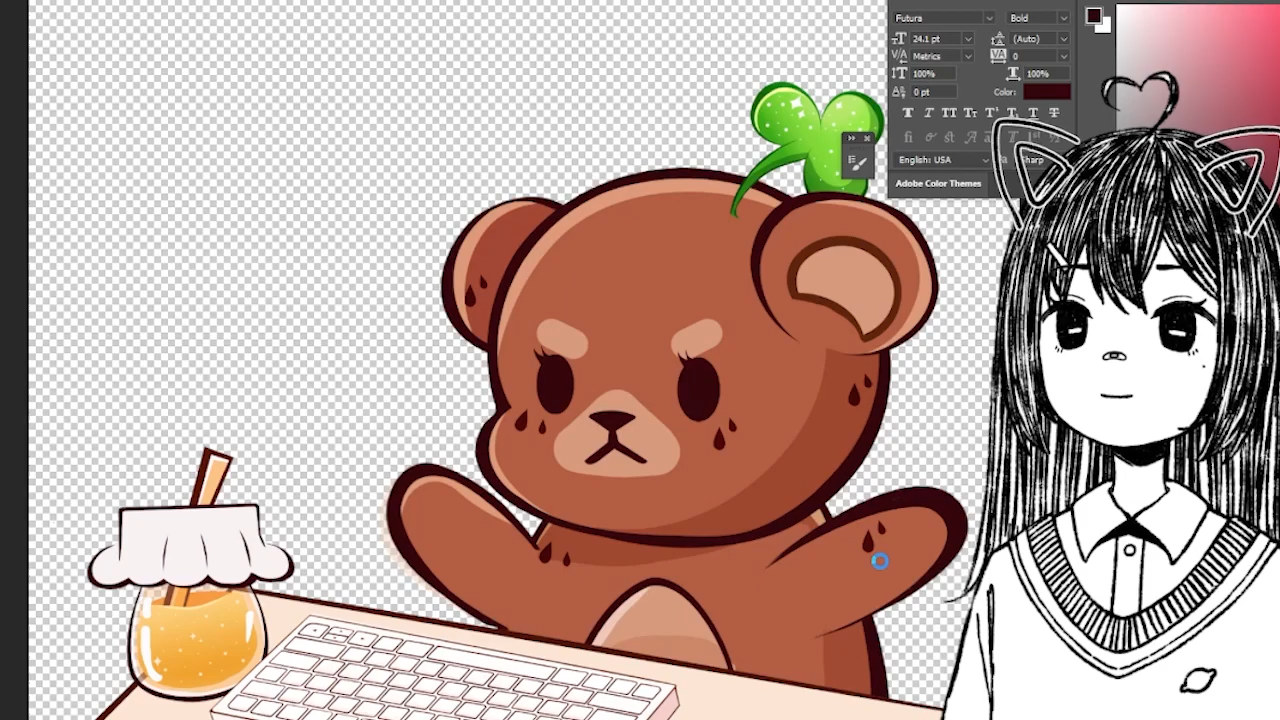 Futura Bold
24.1 pt (Auto)
Metrics 0
100% 100%
0 pt Color:
English: USA Sharp
Adobe Color Themes